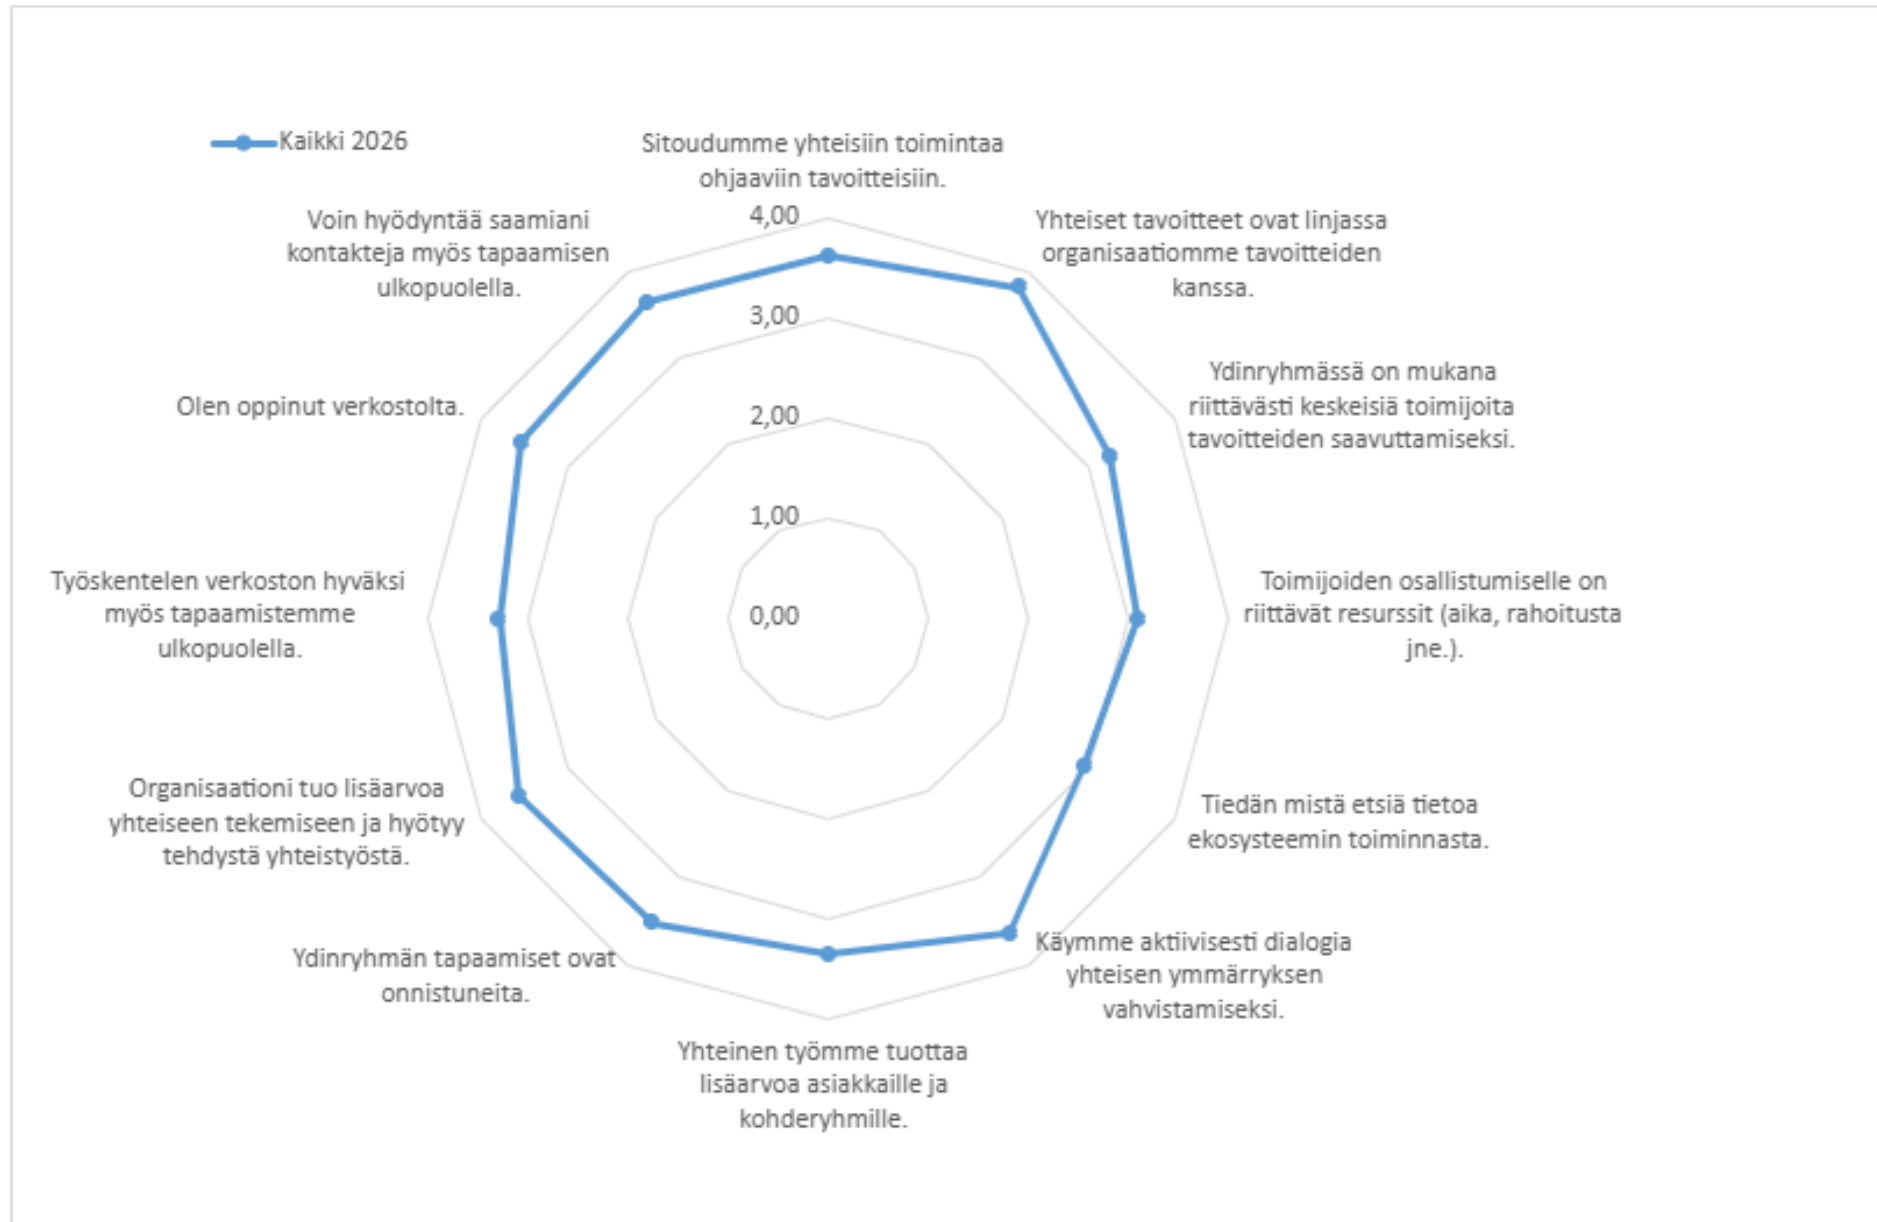 Kaikki 2026
Sitoudumme yhteisiin toimintaa
ohjaaviin tavoitteisiin.
Yhteiset tavoitteet ovat linjassa
organisaatiomme tavoitteiden
kanssa.
Ydinryhmässä on mukana
riittävästi keskeisiä toimijoita
tavoitteiden saavuttamiseksi.
Toimijoiden osallistumiselle on
riittävät resurssit (aika, rahoitusta
jne.).
Tiedän mistä etsiä tietoa
ekosysteemin toiminnasta.
Käymme aktiivisesti dialogia
yhteisen ymmärryksen
vahvistamiseksi.
Yhteinen työmme tuottaa
lisäarvoa asiakkaille ja
kohderyhmille.
Ydinryhmän tapaamiset ovat
onnistuneita.
Organisaationi tuo lisäarvoa
yhteiseen tekemiseen ja hyötyy
tehdystä yhteistyöstä.
Työskentelen verkoston hyväksi
myös tapaamistemme
ulkopuolella.
Olen oppinut verkostolta.
Voin hyödyntää saamiani
kontakteja myös tapaamisen
ulkopuolella.
4,00
3,00
2,00
1,00
0,00